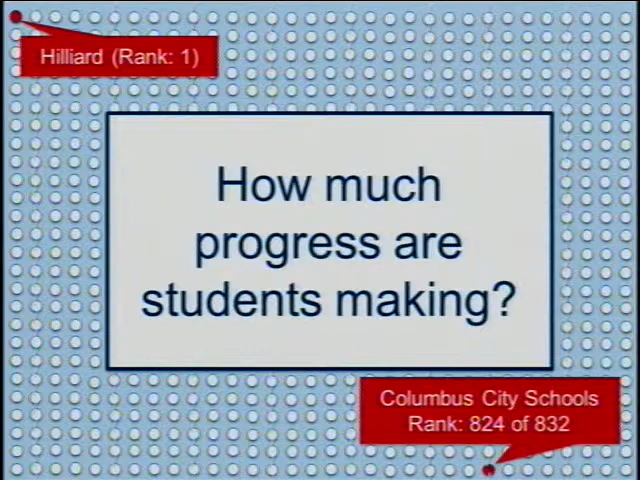 Hilliard (Rank: 1)
How much
progress are
students making?
Columbus City Schools
Rank: 824 of 832